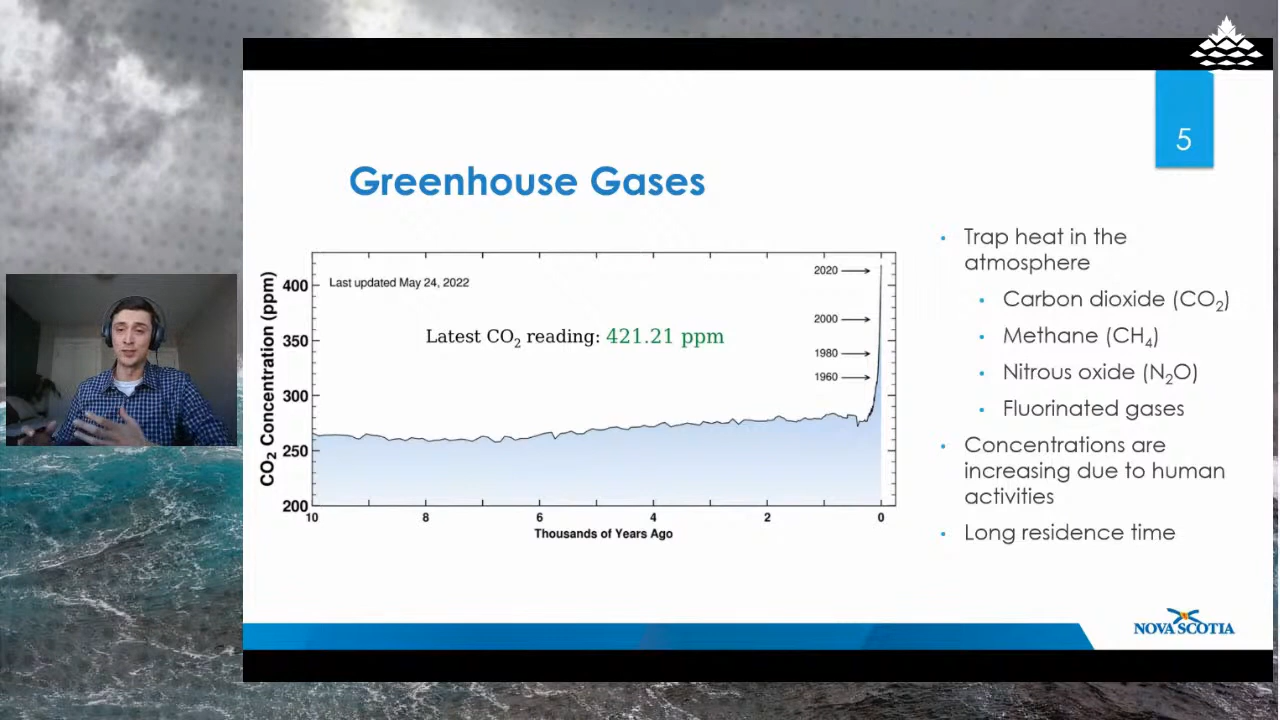 5
Greenhouse Gases
Last updated May 24, 2022
Latest CO₂ reading: 421.21 ppm
2020
2000
1980
1960
CO₂ Concentration (ppm)
400
350
300
250
200
10 8 6 4 2 0
Thousands of Years Ago
• Trap heat in the
atmosphere
• Carbon dioxide (CO₂)
• Methane (CH₄)
• Nitrous oxide (N₂O)
• Fluorinated gases
• Concentrations are
increasing due to human
activities
• Long residence time
NOVA SCOTIA